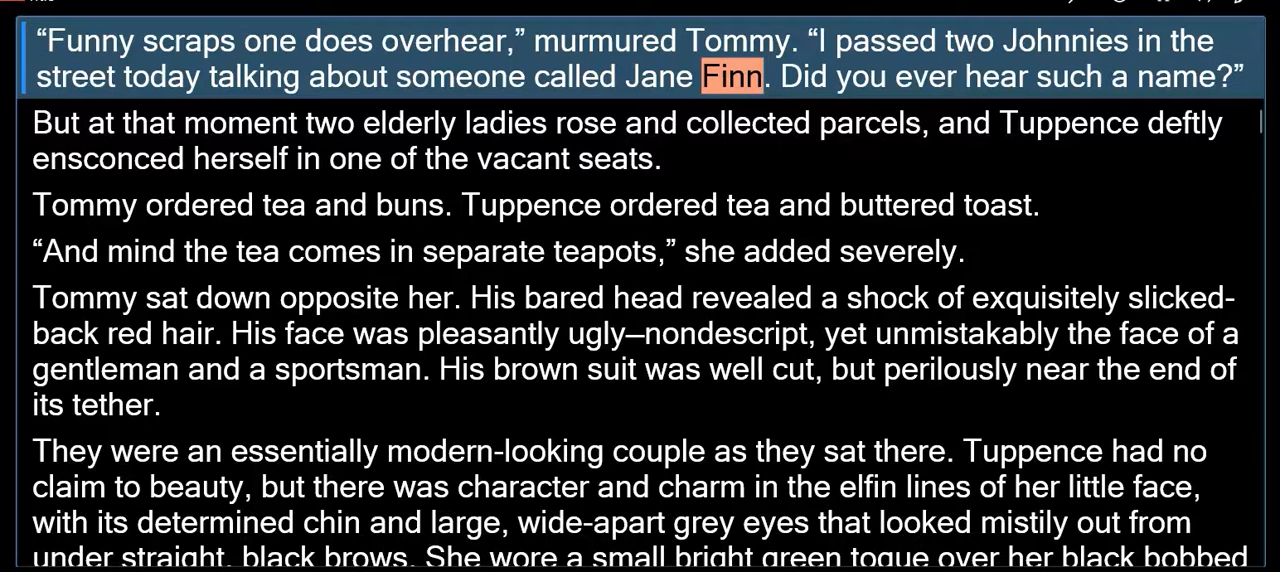 “Funny scraps one does overhear,” murmured Tommy. “I passed two Johnnies in the
street today talking about someone called Jane Finn. Did you ever hear such a name?”
But at that moment two elderly ladies rose and collected parcels, and Tuppence deftly
ensconced herself in one of the vacant seats.
Tommy ordered tea and buns. Tuppence ordered tea and buttered toast.
“And mind the tea comes in separate teapots,” she added severely.
Tommy sat down opposite her. His bared head revealed a shock of exquisitely slicked-
back red hair. His face was pleasantly ugly—nondescript, yet unmistakably the face of a
gentleman and a sportsman. His brown suit was well cut, but perilously near the end of
its tether.
They were an essentially modern-looking couple as they sat there. Tuppence had no
claim to beauty, but there was character and charm in the elfin lines of her little face,
with its determined chin and large, wide-apart grey eyes that looked mistily out from
under straight, black brows. She wore a small bright green toque over her black bobbed